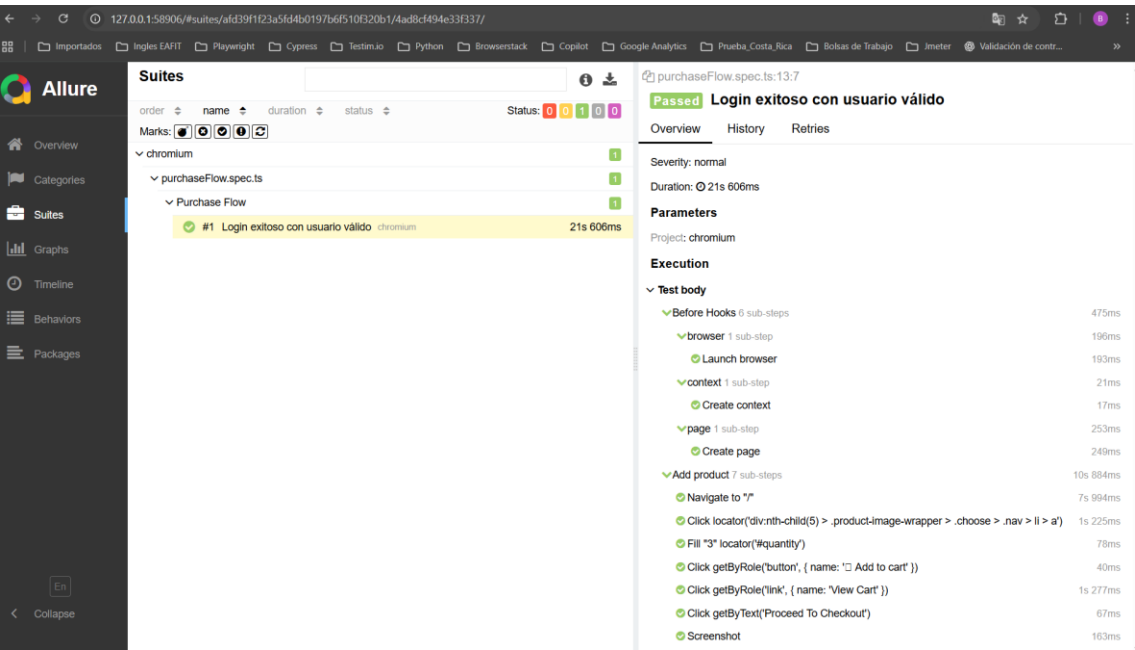 127.0.0.1:58906/#suites/afd39f1f23a5fd4b0197b6f510f320b1/4ad8cf494e33f337/
Importados Ingles EAFIT Playwright Cypress Testim.io Python Browserstack Copilot Google Analytics Prueba_Costa_Rica Bolsas de Trabajo Jmeter Validación de contr... »
B
Allure
Overview
Categories
Suites
Graphs
Timeline
Behaviors
Packages
En
Collapse
Suites
order name duration status Status: 0 0 1 0 0
Marks:
chromium 1
purchaseFlow.spec.ts 1
Purchase Flow 1
#1 Login exitoso con usuario válido chromium 21s 606ms
purchaseFlow.spec.ts:13:7
Passed Login exitoso con usuario válido
Overview History Retries
Severity: normal
Duration: 21s 606ms
Parameters
Project: chromium
Execution
Test body
Before Hooks 6 sub-steps 475ms
browser 1 sub-step 196ms
Launch browser 193ms
context 1 sub-step 21ms
Create context 17ms
page 1 sub-step 253ms
Create page 249ms
Add product 7 sub-steps 10s 884ms
Navigate to "/" 7s 994ms
Click locator('div:nth-child(5) > .product-image-wrapper > .choose > .nav > li > a') 1s 225ms
Fill "3" locator('#quantity') 78ms
Click getByRole('button', { name: '□ Add to cart' }) 40ms
Click getByRole('link', { name: 'View Cart' }) 1s 277ms
Click getByText('Proceed To Checkout') 67ms
Screenshot 163ms